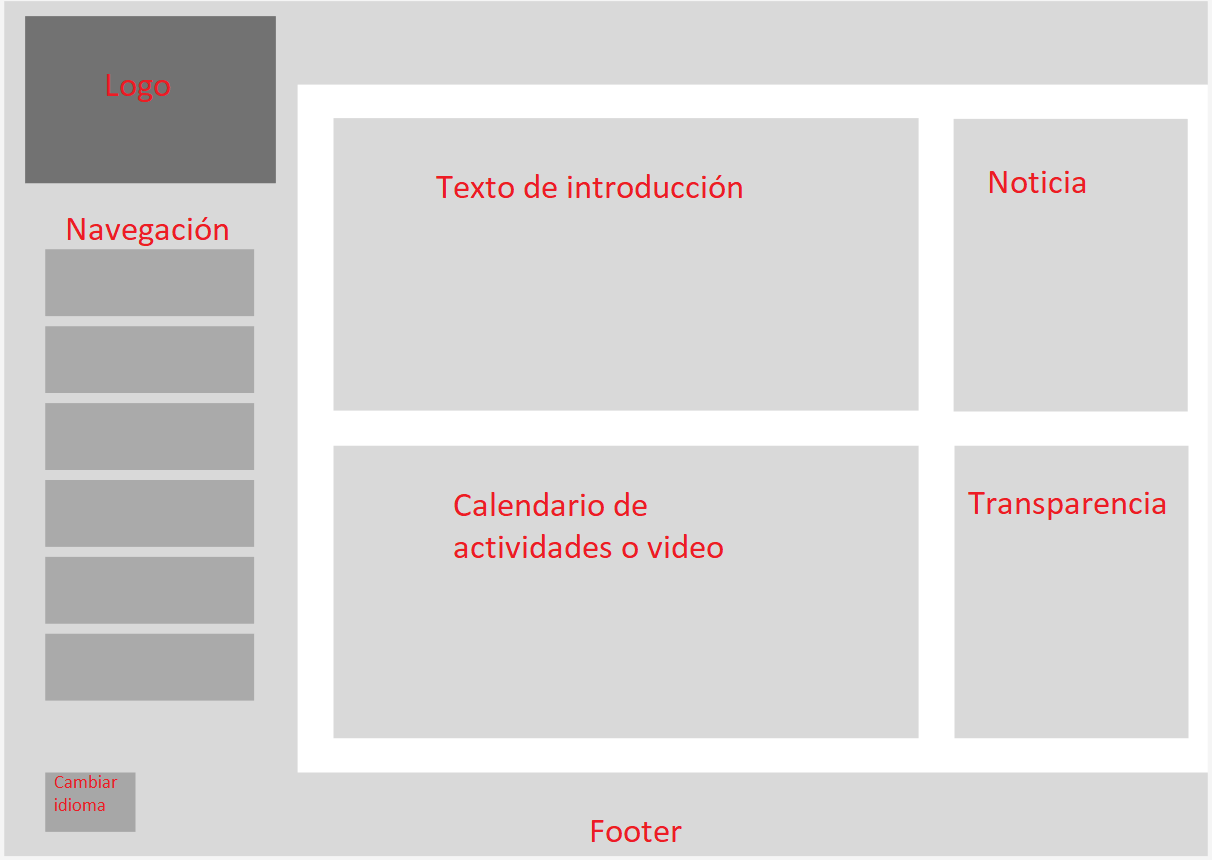 Logo
Navegación
Cambiar
idioma
Texto de introducción
Noticia
Calendario de
actividades o video
Transparencia
Footer